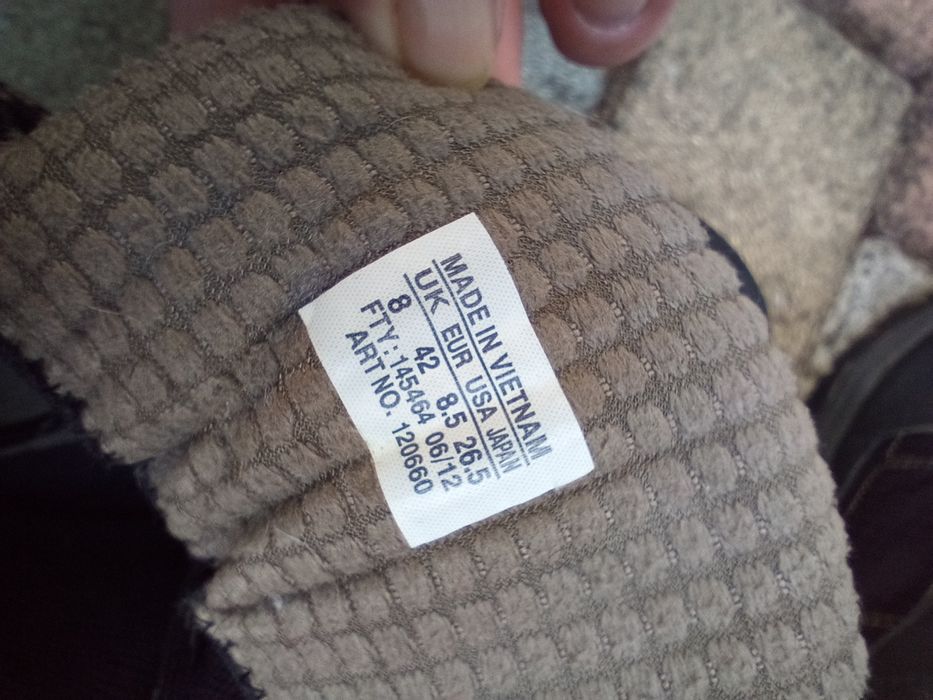 MADE IN VIETNAM
UK EUR USA JAPAN
8 42 8.5 26.5
FTY: 145464 06/12
ART NO. 120660